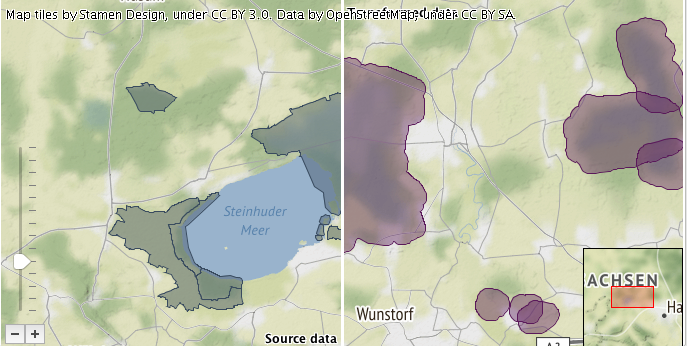 Map tiles by Stamen Design, under CC BY 3.0. Data by OpenStreetMap, under CC BY SA.
Steinhuder
Meer
Source data
Wunstorf
ACHSEN
Ha